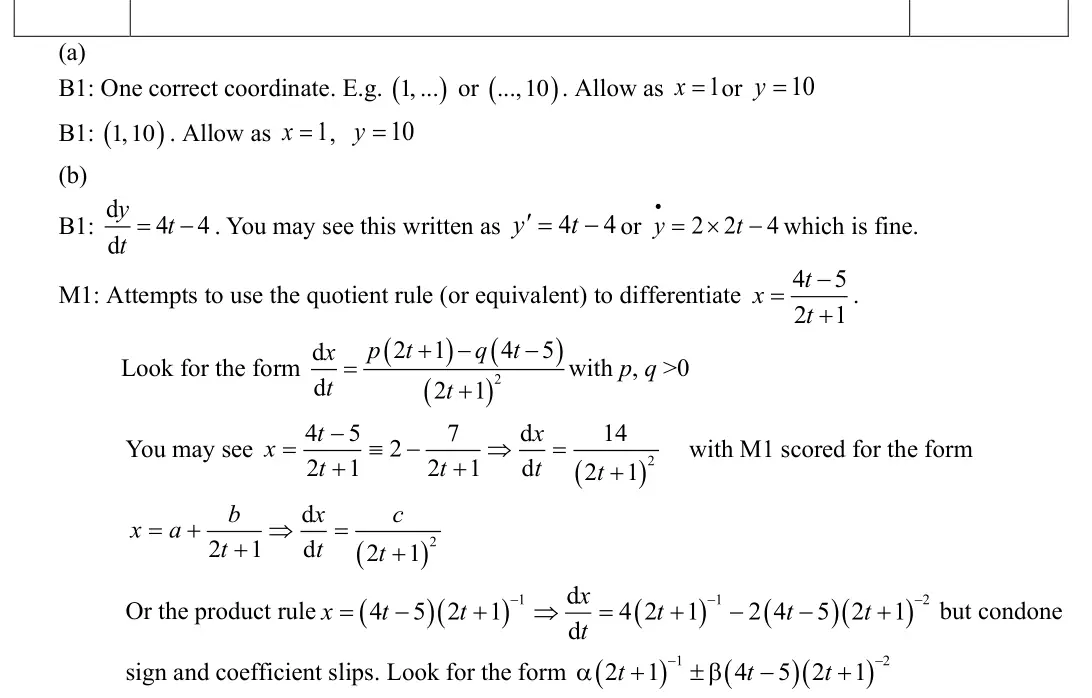 (a)
B1: One correct coordinate. E.g. (1,...) or (...,10). Allow as x = 1 or y = 10
B1: (1,10). Allow as x = 1, y = 10
(b)
B1: dy/dt = 4t − 4. You may see this written as y′ = 4t − 4 or ẏ = 2 × 2t − 4 which is fine.
M1: Attempts to use the quotient rule (or equivalent) to differentiate x = (4t − 5)/(2t + 1).
Look for the form dx/dt = (p(2t + 1) − q(4t − 5))/(2t + 1)² with p, q >0
You may see x = (4t − 5)/(2t + 1) ≡ 2 − 7/(2t + 1) ⇒ dx/dt = 14/(2t + 1)² with M1 scored for the form
x = a + b/(2t + 1) ⇒ dx/dt = c/(2t + 1)²
Or the product rule x = (4t − 5)(2t + 1)⁻¹ ⇒ dx/dt = 4(2t + 1)⁻¹ − 2(4t − 5)(2t + 1)⁻² but condone
sign and coefficient slips. Look for the form α(2t + 1)⁻¹ ± β(4t − 5)(2t + 1)⁻²